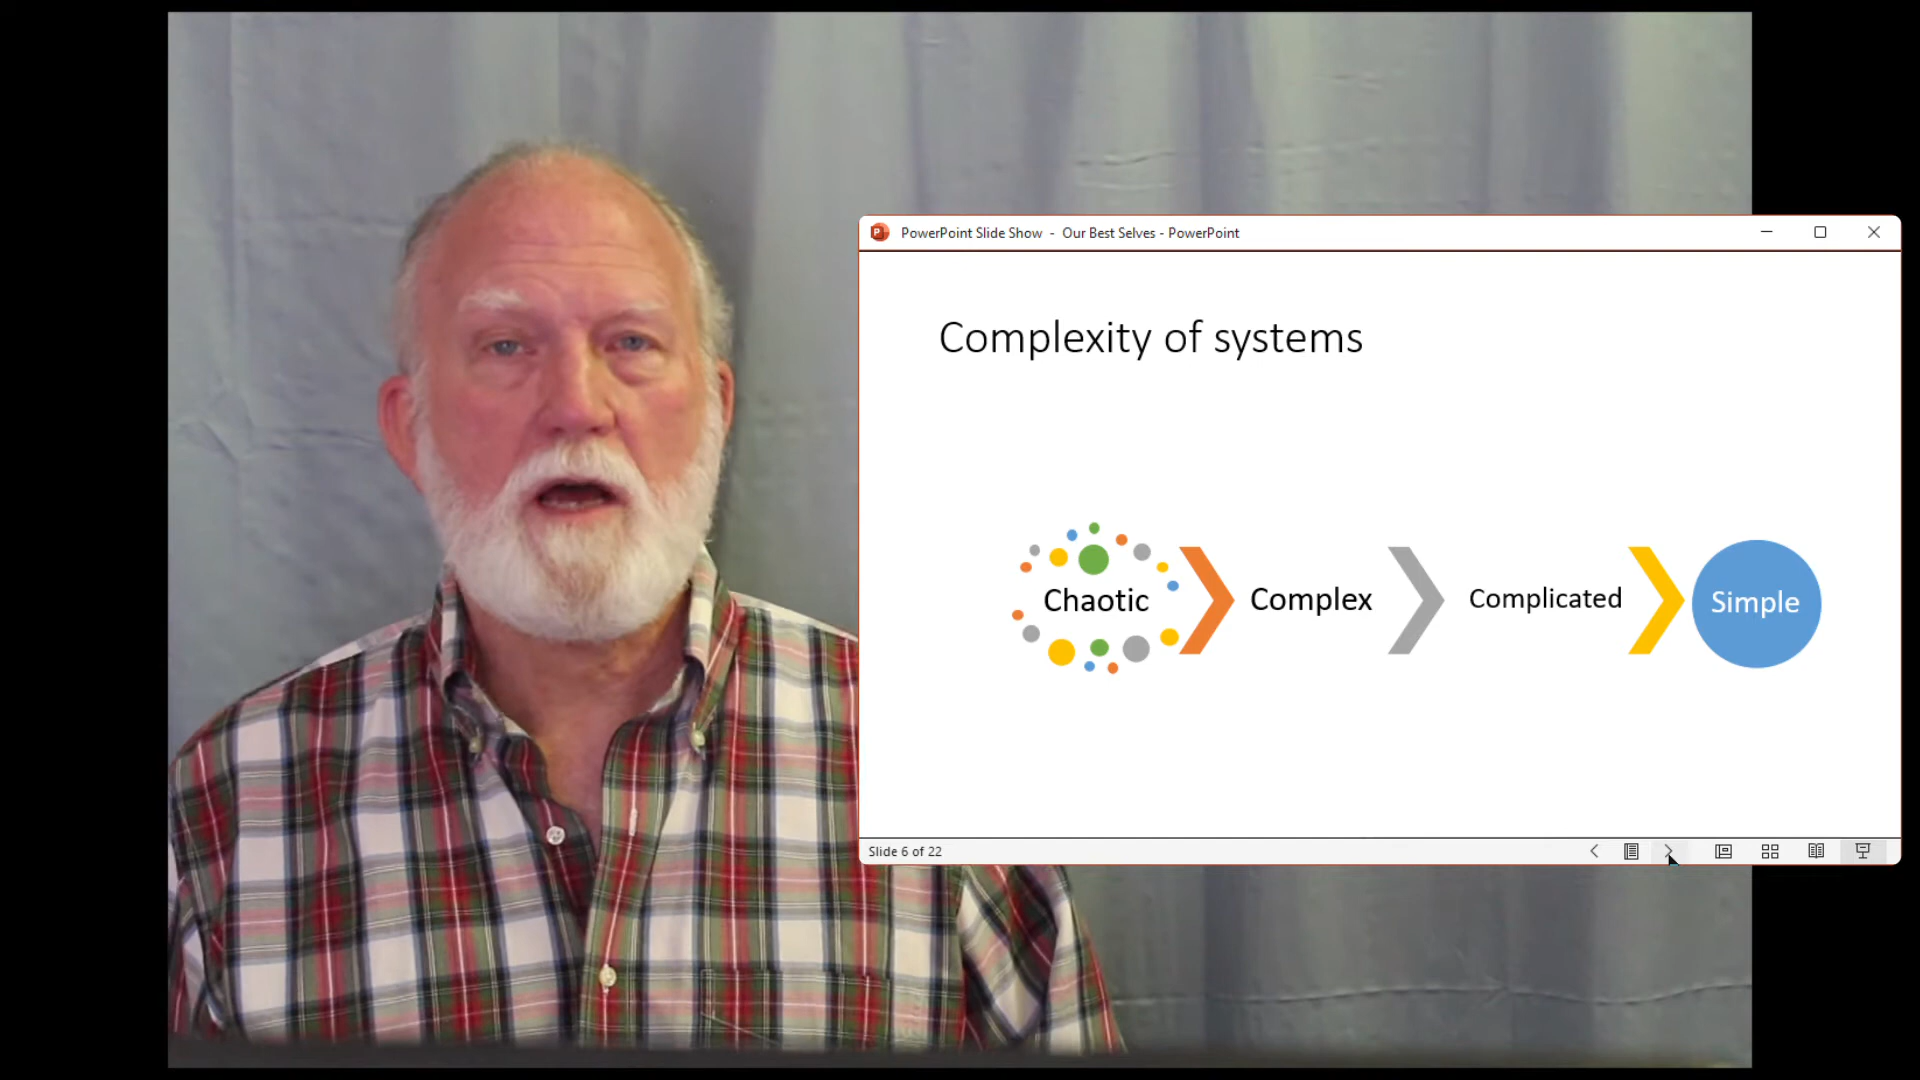 PowerPoint Slide Show - Our Best Selves - PowerPoint
Complexity of systems
Chaotic
Complex
Complicated
Simple
Slide 6 of 22